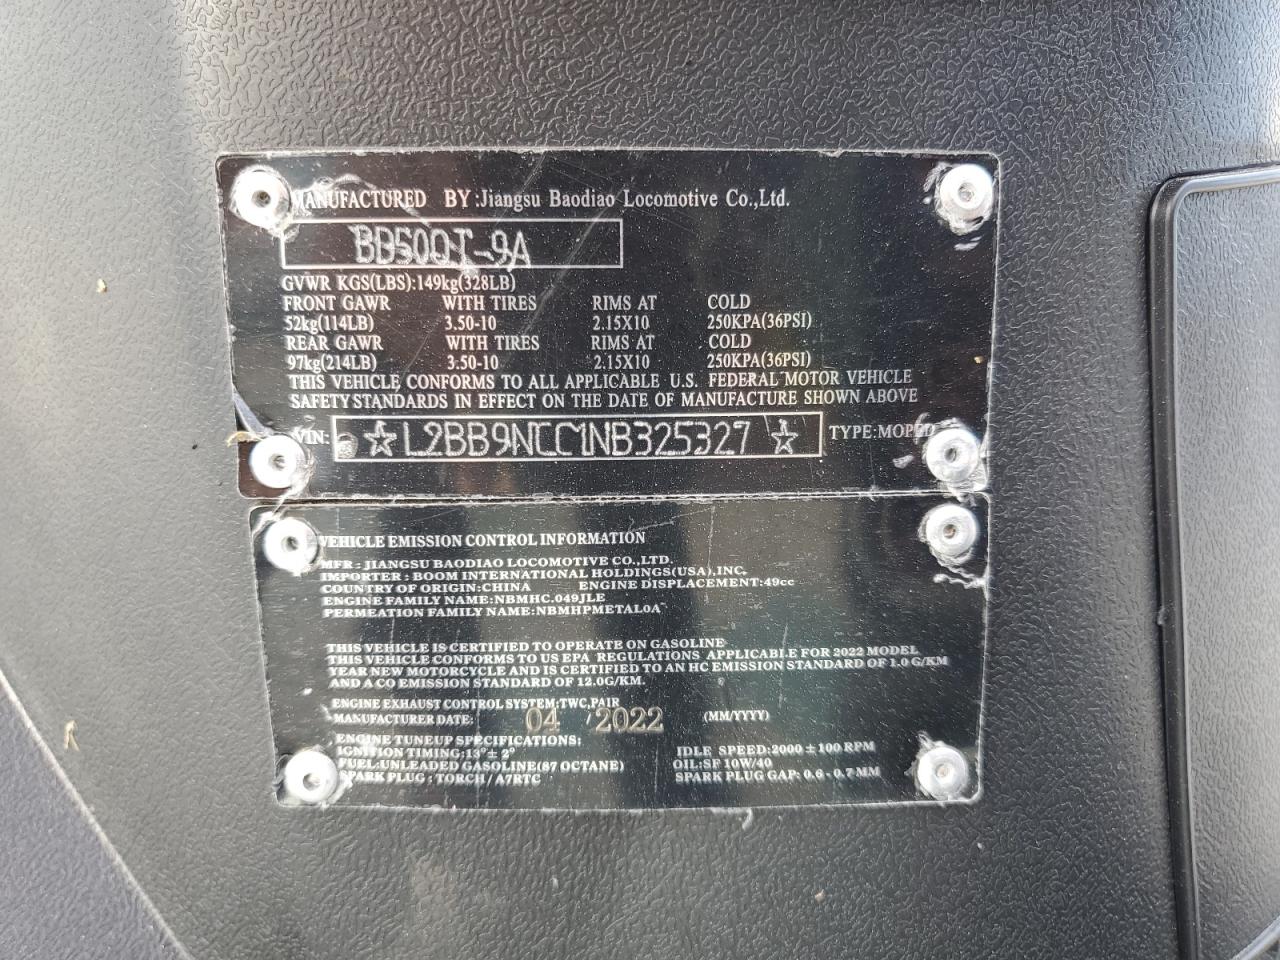 MANUFACTURED BY :Jiangsu Baodiao Locomotive Co.,Ltd.
BB50QT-9A
GVWR KGS(LBS):149kg(328LB)
FRONT GAWR WITH TIRES RIMS AT COLD
52kg(114LB) 3.50-10 2.15X10 250KPA(36PSI)
REAR GAWR WITH TIRES RIMS AT COLD
97kg(214LB) 3.50-10 2.15X10 250KPA(36PSI)
THIS VEHICLE CONFORMS TO ALL APPLICABLE U.S. FEDERAL MOTOR VEHICLE
SAFETY STANDARDS IN EFFECT ON THE DATE OF MANUFACTURE SHOWN ABOVE
VIN: ☆L2BB9NCC1NB325327☆ TYPE:MOPED
VEHICLE EMISSION CONTROL INFORMATION
MFR : JIANGSU BAODIAO LOCOMOTIVE CO.,LTD.
IMPORTER : BOOM INTERNATIONAL HOLDINGS(USA),INC.
COUNTRY OF ORIGIN:CHINA ENGINE DISPLACEMENT:49cc
ENGINE FAMILY NAME: NBMHC.049JLE
PERMEATION FAMILY NAME: NBMHPMETAL0A
THIS VEHICLE IS CERTIFIED TO OPERATE ON GASOLINE
THIS VEHICLE CONFORMS TO US EPA REGULATIONS APPLICABLE FOR 2022 MODEL
YEAR NEW MOTORCYCLE AND IS CERTIFIED TO AN HC EMISSION STANDARD OF 1.0 G/KM
AND A CO EMISSION STANDARD OF 12.0G/KM.
ENGINE EXHAUST CONTROL SYSTEM:TWC,PAIR
MANUFACTURER DATE: 04 / 2022 (MM/YYYY)
ENGINE TUNEUP SPECIFICATIONS:
IGNITION TIMING:13°± 2° IDLE SPEED:2000 ± 100 RPM
FUEL: UNLEADED GASOLINE(87 OCTANE) OIL:SF 10W/40
SPARK PLUG : TORCH / A7RTC SPARK PLUG GAP: 0.6 - 0.7 MM